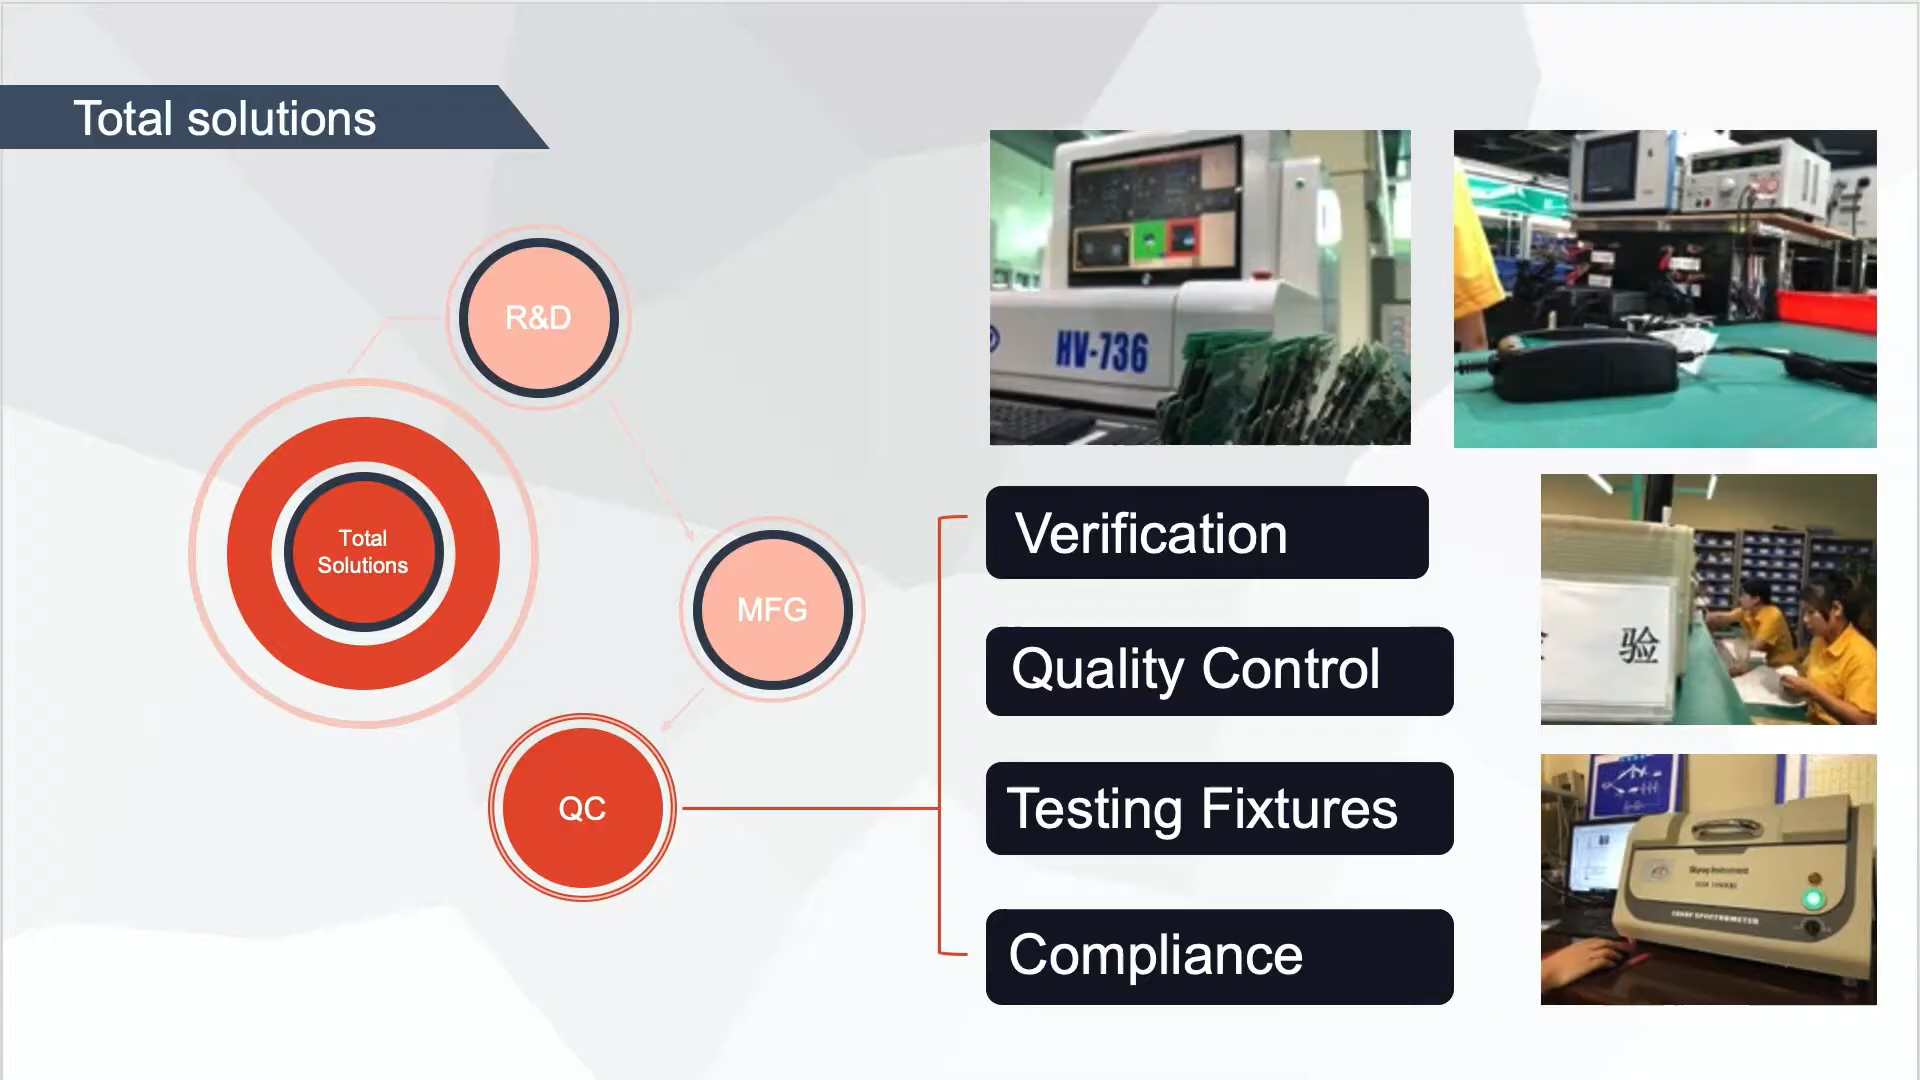 Total solutions
R&D
Total
Solutions
MFG
QC
HV-736
Verification
Quality Control
Testing Fixtures
Compliance
验